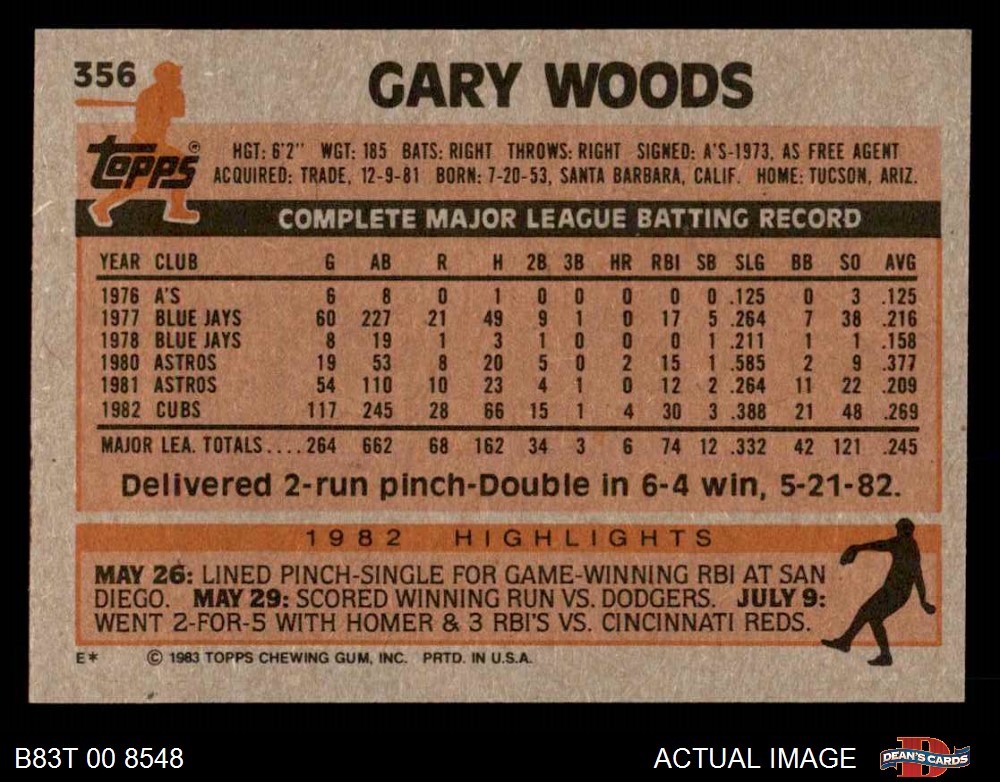 356
GARY WOODS
Topps®
HGT: 6'2" WGT: 185 BATS: RIGHT THROWS: RIGHT SIGNED: A'S-1973, AS FREE AGENT
ACQUIRED: TRADE, 12-9-81 BORN: 7-20-53, SANTA BARBARA, CALIF. HOME: TUCSON, ARIZ.
COMPLETE MAJOR LEAGUE BATTING RECORD
YEAR CLUB G AB R H 2B 3B HR RBI SB SLG BB SO AVG
1976 A'S 6 8 0 1 0 0 0 0 0 .125 0 3 .125
1977 BLUE JAYS 60 227 21 49 9 1 0 17 5 .264 7 38 .216
1978 BLUE JAYS 8 19 1 3 1 0 0 0 1 .211 1 1 .158
1980 ASTROS 19 53 8 20 5 0 2 15 1 .585 2 9 .377
1981 ASTROS 54 110 10 23 4 1 0 12 2 .264 11 22 .209
1982 CUBS 117 245 28 66 15 1 4 30 3 .388 21 48 .269
MAJOR LEA. TOTALS....264 662 68 162 34 3 6 74 12 .332 42 121 .245
Delivered 2-run pinch-Double in 6-4 win, 5-21-82.
1982 HIGHLIGHTS
MAY 26: LINED PINCH-SINGLE FOR GAME-WINNING RBI AT SAN
DIEGO. MAY 29: SCORED WINNING RUN VS. DODGERS. JULY 9:
WENT 2-FOR-5 WITH HOMER & 3 RBI'S VS. CINCINNATI REDS.
E* © 1983 TOPPS CHEWING GUM, INC. PRTD. IN U.S.A.
B83T 00 8548
ACTUAL IMAGE
D
DEAN'S CARDS